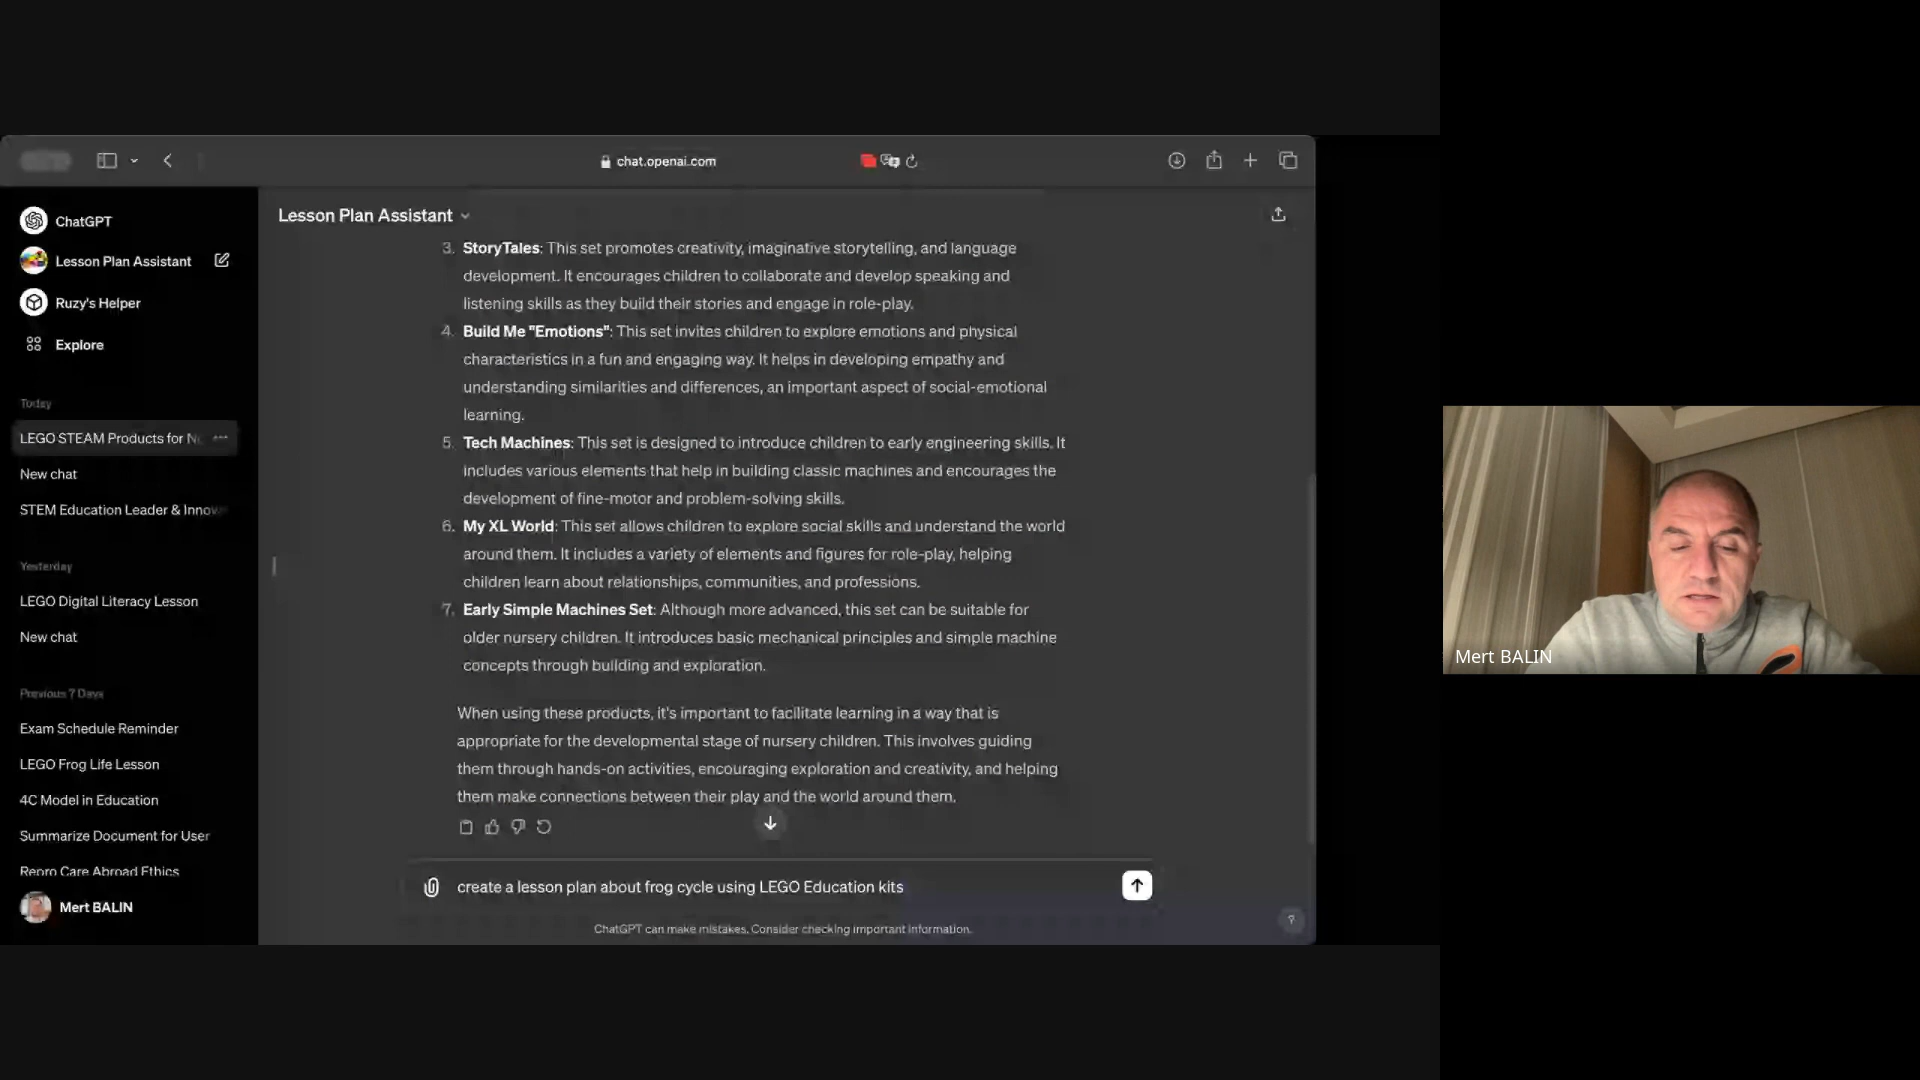 chat.openai.com
ChatGPT
Lesson Plan Assistant
Ruzy's Helper
Explore
Today
LEGO STEAM Products for N
New chat
STEM Education Leader & Innov
Yesterday
LEGO Digital Literacy Lesson
New chat
Previous 7 Days
Exam Schedule Reminder
LEGO Frog Life Lesson
4C Model in Education
Summarize Document for User
Repro Care Abroad Ethics
Mert BALIN
Lesson Plan Assistant
3. StoryTales: This set promotes creativity, imaginative storytelling, and language
development. It encourages children to collaborate and develop speaking and
listening skills as they build their stories and engage in role-play.
4. Build Me "Emotions": This set invites children to explore emotions and physical
characteristics in a fun and engaging way. It helps in developing empathy and
understanding similarities and differences, an important aspect of social-emotional
learning.
5. Tech Machines: This set is designed to introduce children to early engineering skills. It
includes various elements that help in building classic machines and encourages the
development of fine-motor and problem-solving skills.
6. My XL World: This set allows children to explore social skills and understand the world
around them. It includes a variety of elements and figures for role-play, helping
children learn about relationships, communities, and professions.
7. Early Simple Machines Set: Although more advanced, this set can be suitable for
older nursery children. It introduces basic mechanical principles and simple machine
concepts through building and exploration.
When using these products, it's important to facilitate learning in a way that is
appropriate for the developmental stage of nursery children. This involves guiding
them through hands-on activities, encouraging exploration and creativity, and helping
them make connections between their play and the world around them.
create a lesson plan about frog cycle using LEGO Education kits
ChatGPT can make mistakes. Consider checking important information.
?
Mert BALIN